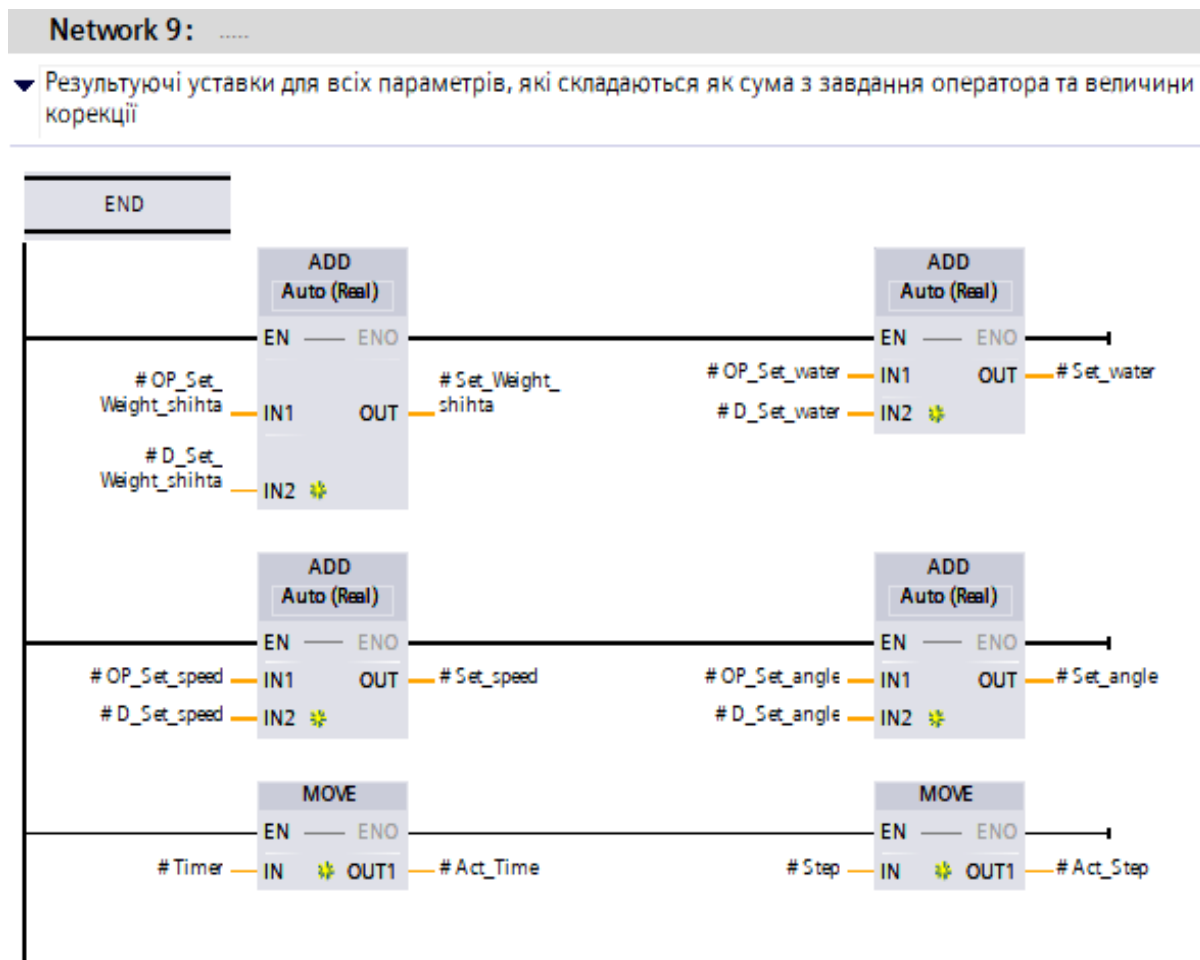 Network 9: .....
Результуючі уставки для всіх параметрів, які складаються як сума з завдання оператора та величини
корекції
END
ADD
Auto (Real)
EN ENO
#OP_Set_
Weight_shihta
IN1 OUT
#Set_Weight_
shihta
#D_Set_
Weight_shihta
IN2
ADD
Auto (Real)
EN ENO
#OP_Set_water IN1 OUT #Set_water
#D_Set_water IN2
ADD
Auto (Real)
EN ENO
#OP_Set_speed IN1 OUT #Set_speed
#D_Set_speed IN2
ADD
Auto (Real)
EN ENO
#OP_Set_angle IN1 OUT #Set_angle
#D_Set_angle IN2
MOVE
EN ENO
#Timer IN OUT1 #Act_Time
MOVE
EN ENO
#Step IN OUT1 #Act_Step